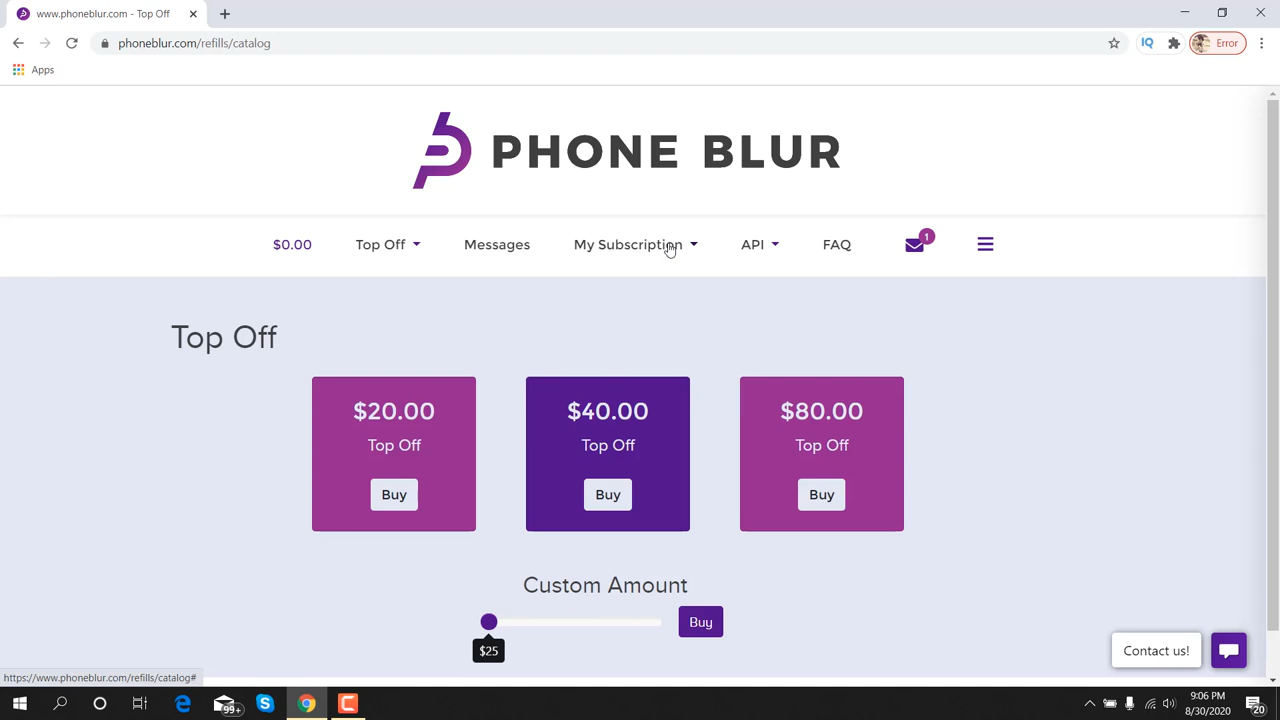 www.phoneblur.com - Top Off
phoneblur.com/refills/catalog
IQ
Error
Apps
PHONE BLUR
$0.00
Top Off
Messages
My Subscription
API
FAQ
1
Top Off
$20.00
Top Off
Buy
$40.00
Top Off
Buy
$80.00
Top Off
Buy
Custom Amount
Buy
$25
Contact us!
https://www.phoneblur.com/refills/catalog#
99+
9:06 PM
8/30/2020
20